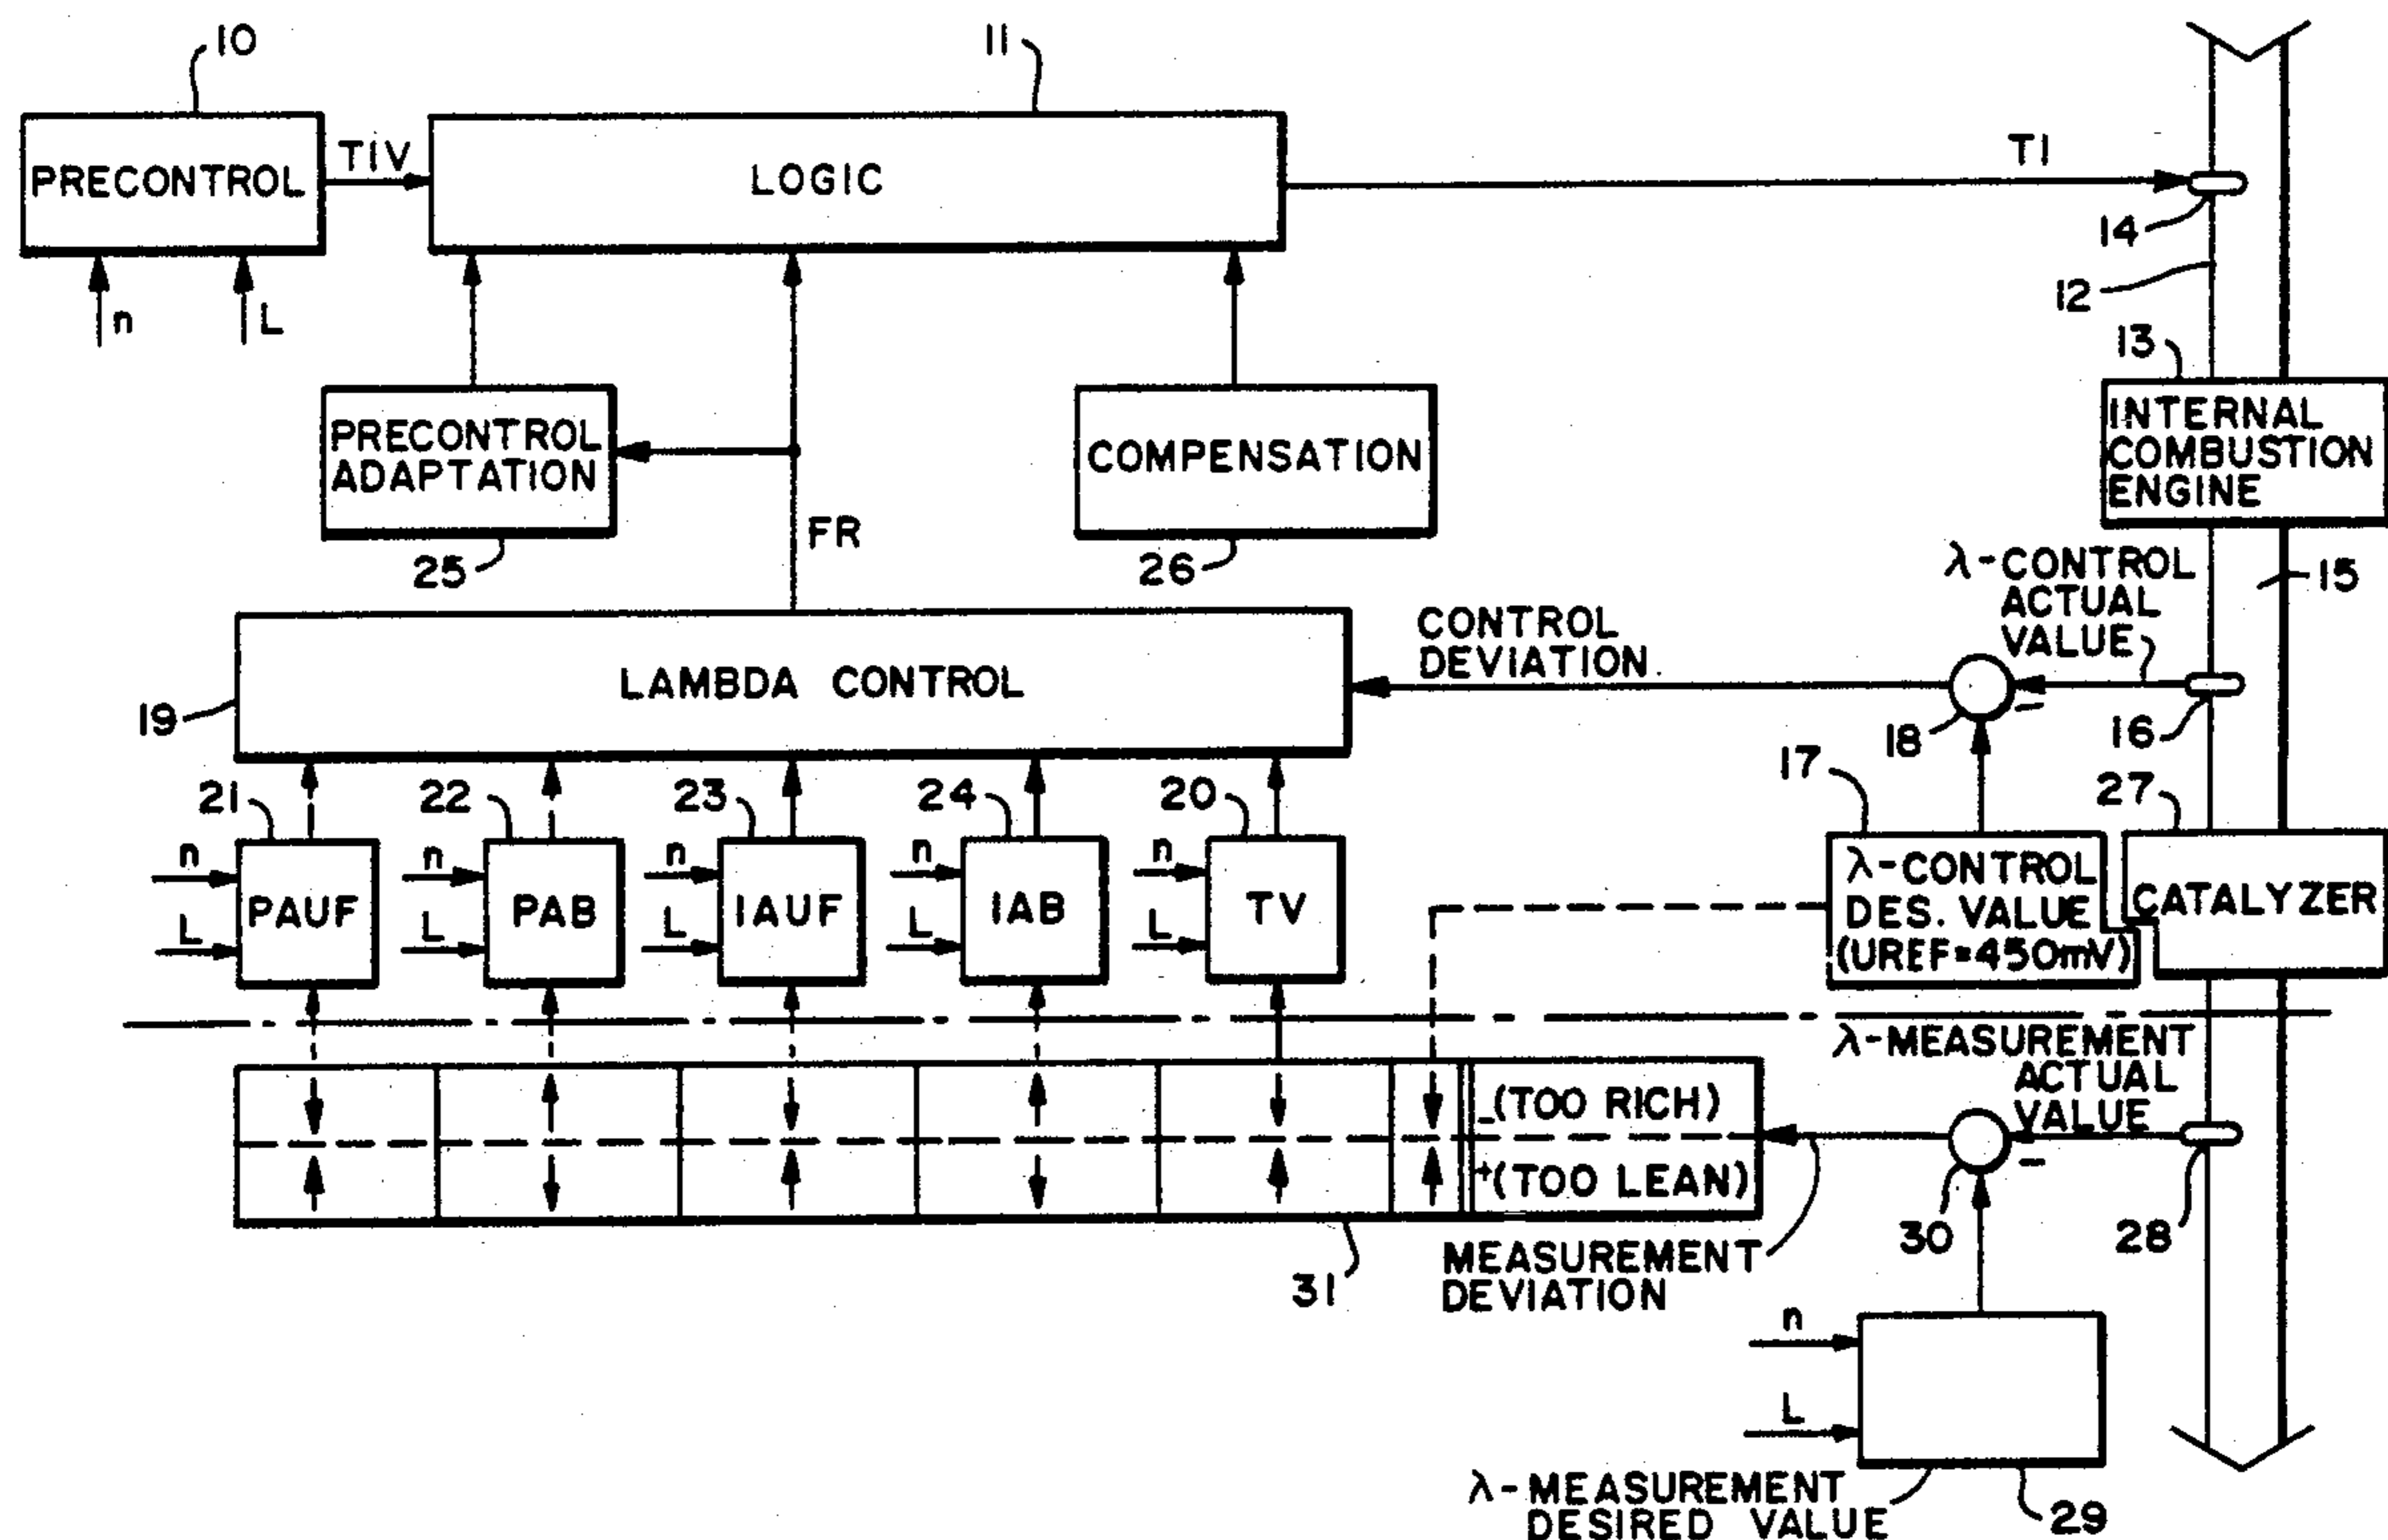 10
11
PRECONTROL
TIV
LOGIC
TI
14
n
L
12
13
PRECONTROL
ADAPTATION
COMPENSATION
INTERNAL
COMBUSTION
ENGINE
25
FR
26
λ-CONTROL
ACTUAL
VALUE
15
CONTROL
DEVIATION
LAMBDA CONTROL
19
18
-
16
21
22
23
24
20
17
27
n
n
n
n
n
L
L
L
L
L
PAUF
PAB
IAUF
IAB
TV
λ-CONTROL
DES. VALUE
(UREF=450mV)
CATALYZER
λ-MEASUREMENT
ACTUAL
VALUE
-(TOO RICH)
+(TOO LEAN)
-
30
28
31
MEASUREMENT
DEVIATION
n
L
λ-MEASUREMENT
DESIRED VALUE
29